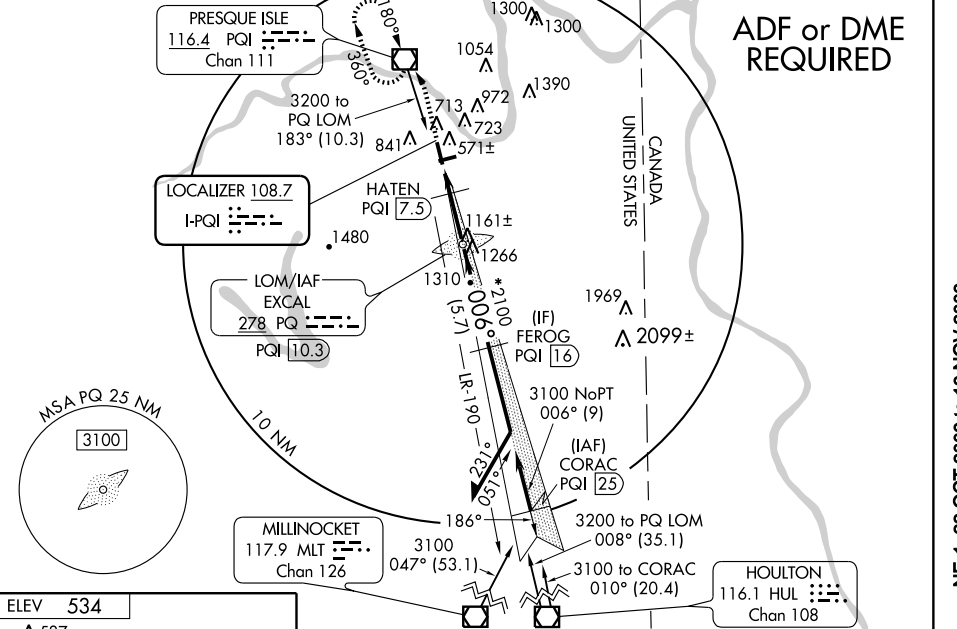 PRESQUE ISLE
116.4 PQI
Chan 111
180°
360°
1300
1300
ADF or DME
REQUIRED
1054
1390
972
713
723
3200 to
PQ LOM
183° (10.3)
841
571±
CANADA
UNITED STATES
LOCALIZER 108.7
I-PQI
HATEN
PQI 7.5
1161±
1480
1266
1310
LOM/IAF
EXCAL
278 PQ
PQI 10.3
006°
*2100
(5.7)
1969
2099±
(IF)
FEROG
PQI 16
LR-190
MSA PQ 25 NM
3100
10 NM
3100 NoPT
006° (9)
231°
051°
(IAF)
CORAC
PQI 25
186°
MILLINOCKET
117.9 MLT
Chan 126
3100
047° (53.1)
3200 to PQ LOM
008° (35.1)
3100 to CORAC
010° (20.4)
HOULTON
116.1 HUL
Chan 108
ELEV 534